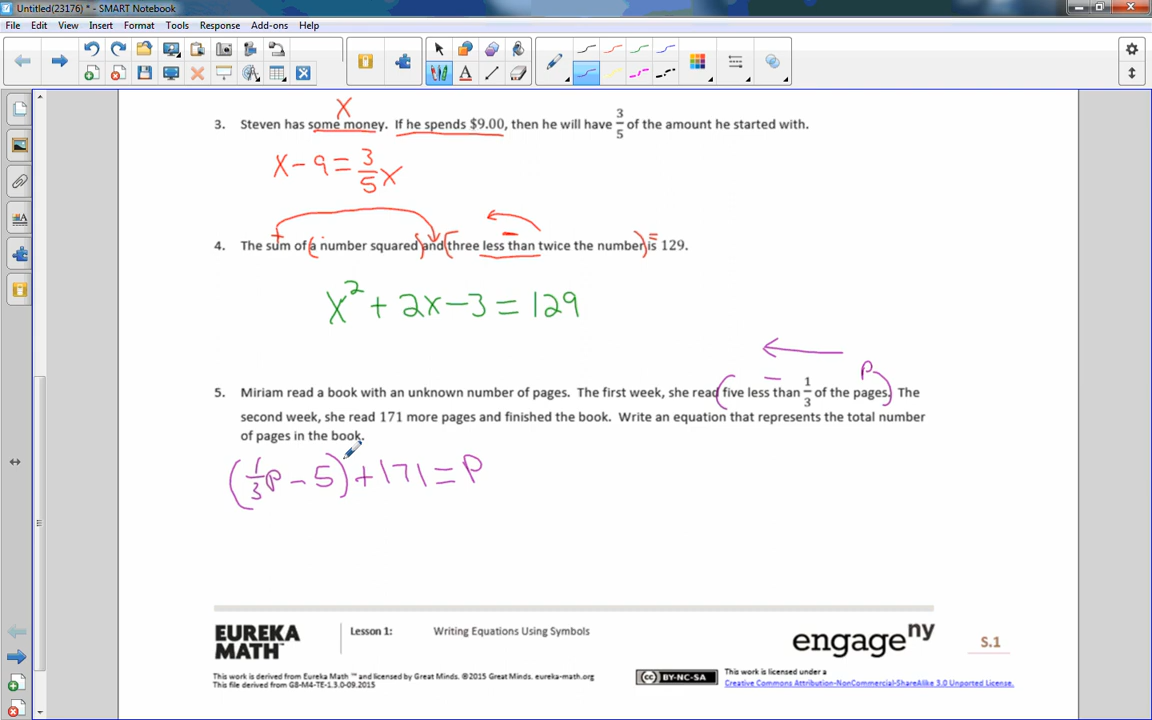 Untitled(23176) * - SMART Notebook
File Edit View Insert Format Tools Response Add-ons Help
x
3. Steven has some money. If he spends $9.00, then he will have 3/5 of the amount he started with.
x - 9 = 3/5 x
+ - =
4. The sum of (a number squared) and (three less than twice the number) is 129.
x² + 2x - 3 = 129
- P
5. Miriam read a book with an unknown number of pages. The first week, she read (five less than 1/3 of the pages.) The
second week, she read 171 more pages and finished the book. Write an equation that represents the total number
of pages in the book.
(1/3 P - 5) + 171 = P
EUREKA MATH™
Lesson 1: Writing Equations Using Symbols
engage ny
S.1
This work is derived from Eureka Math ™ and licensed by Great Minds. ©2015 Great Minds. eureka-math.org
This file derived from G8-M4-TE-1.3.0-09.2015
(cc) BY-NC-SA
This work is licensed under a
Creative Commons Attribution-NonCommercial-ShareAlike 3.0 Unported License.